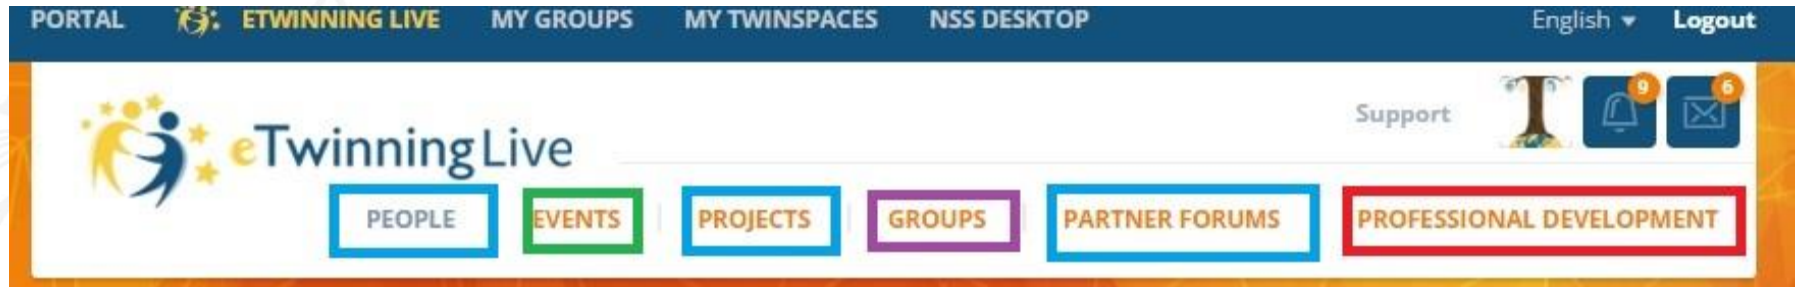 PORTAL ETWINNING LIVE MY GROUPS MY TWINSPACES NSS DESKTOP English Logout
Support 9 6
eTwinning Live
PEOPLE EVENTS PROJECTS GROUPS PARTNER FORUMS PROFESSIONAL DEVELOPMENT